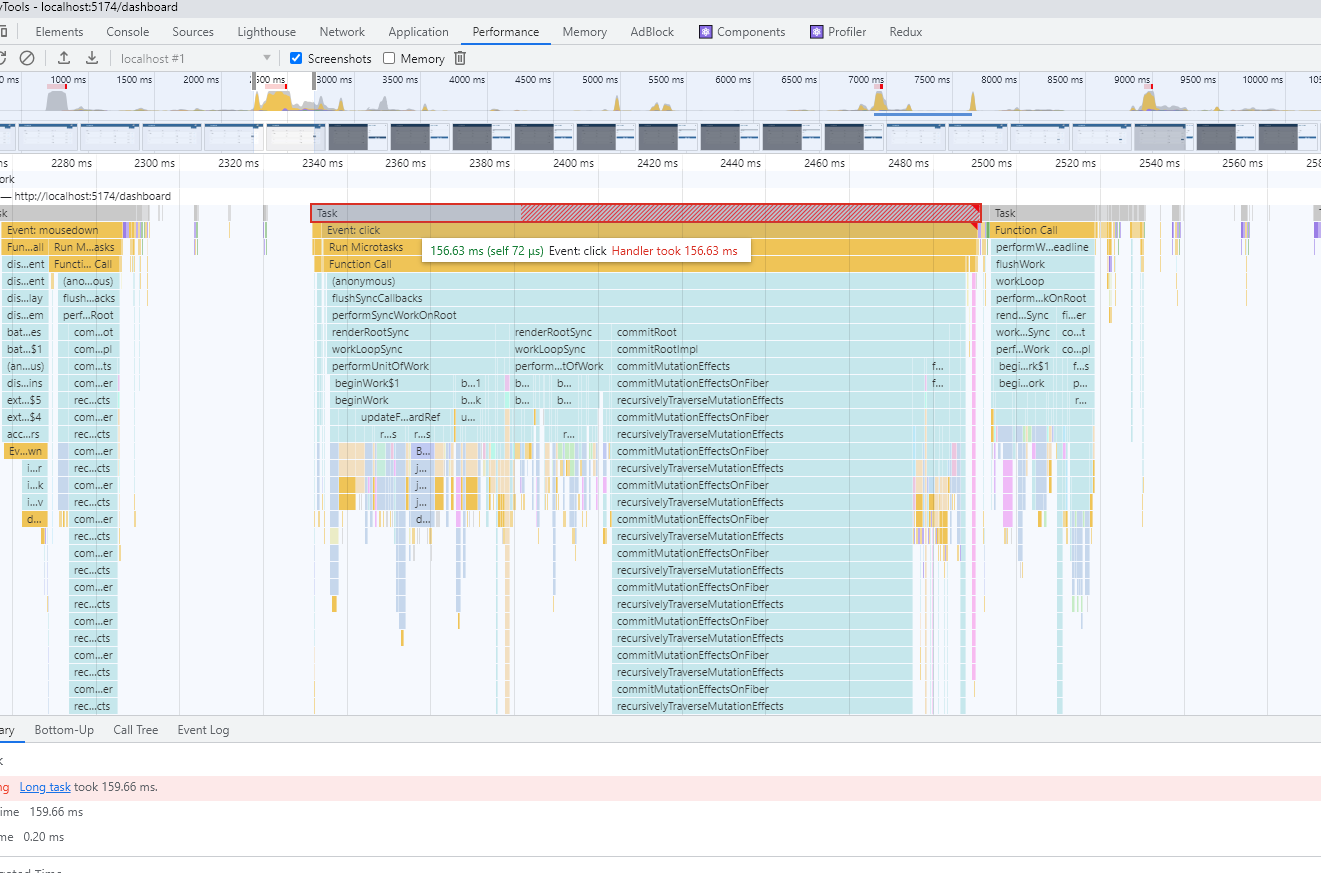 yTools - localhost:5174/dashboard
Elements Console Sources Lighthouse Network Application Performance Memory AdBlock Components Profiler Redux
localhost #1 Screenshots Memory
0 ms 1000 ms 1500 ms 2000 ms 500 ms 3000 ms 3500 ms 4000 ms 4500 ms 5000 ms 5500 ms 6000 ms 6500 ms 7000 ms 7500 ms 8000 ms 8500 ms 9000 ms 9500 ms 10000 ms 10
ms 2280 ms 2300 ms 2320 ms 2340 ms 2360 ms 2380 ms 2400 ms 2420 ms 2440 ms 2460 ms 2480 ms 2500 ms 2520 ms 2540 ms 2560 ms 258
ork
— http://localhost:5174/dashboard
sk Task Task T
Event: mousedown Event: click Function Call
Fun...all Run M...asks Run Microtasks performW...eadline
156.63 ms (self 72 µs) Event: click Handler took 156.63 ms
dis...ent Functi... Call Function Call flushWork
dis...ent (ano...ous) (anonymous) workLoop
dis...lay flush...acks flushSyncCallbacks perform...kOnRoot
dis...em perf...Root performSyncWorkOnRoot rend...Sync fi...er
bat...es com...ot renderRootSync renderRootSync commitRoot work...Sync co...t
bat...$1 com...pl workLoopSync workLoopSync commitRootImpl perf...Work co...pl
(an...us) com...ts performUnitOfWork perform...tOfWork commitMutationEffects f... begi...rk$1 f...s
dis...ins com...er beginWork$1 b...1 b... b... commitMutationEffectsOnFiber f... begi...ork p...
ext...$5 rec...cts beginWork b...k b... b... recursivelyTraverseMutationEffects r...
ext...$4 com...er updateF...ardRef u... commitMutationEffectsOnFiber
acc...rs rec...cts r...s r...s r... recursivelyTraverseMutationEffects
Ev...wn com...er B... commitMutationEffectsOnFiber
i...r rec...cts j... recursivelyTraverseMutationEffects
i...k com...er j... commitMutationEffectsOnFiber
i...v rec...cts j... recursivelyTraverseMutationEffects
d... com...er d... commitMutationEffectsOnFiber
rec...cts recursivelyTraverseMutationEffects
com...er commitMutationEffectsOnFiber
rec...cts recursivelyTraverseMutationEffects
com...er commitMutationEffectsOnFiber
rec...cts recursivelyTraverseMutationEffects
com...er commitMutationEffectsOnFiber
rec...cts recursivelyTraverseMutationEffects
com...er commitMutationEffectsOnFiber
rec...cts recursivelyTraverseMutationEffects
com...er commitMutationEffectsOnFiber
rec...cts recursivelyTraverseMutationEffects
ary Bottom-Up Call Tree Event Log
k
ng Long task took 159.66 ms.
ime 159.66 ms
me 0.20 ms